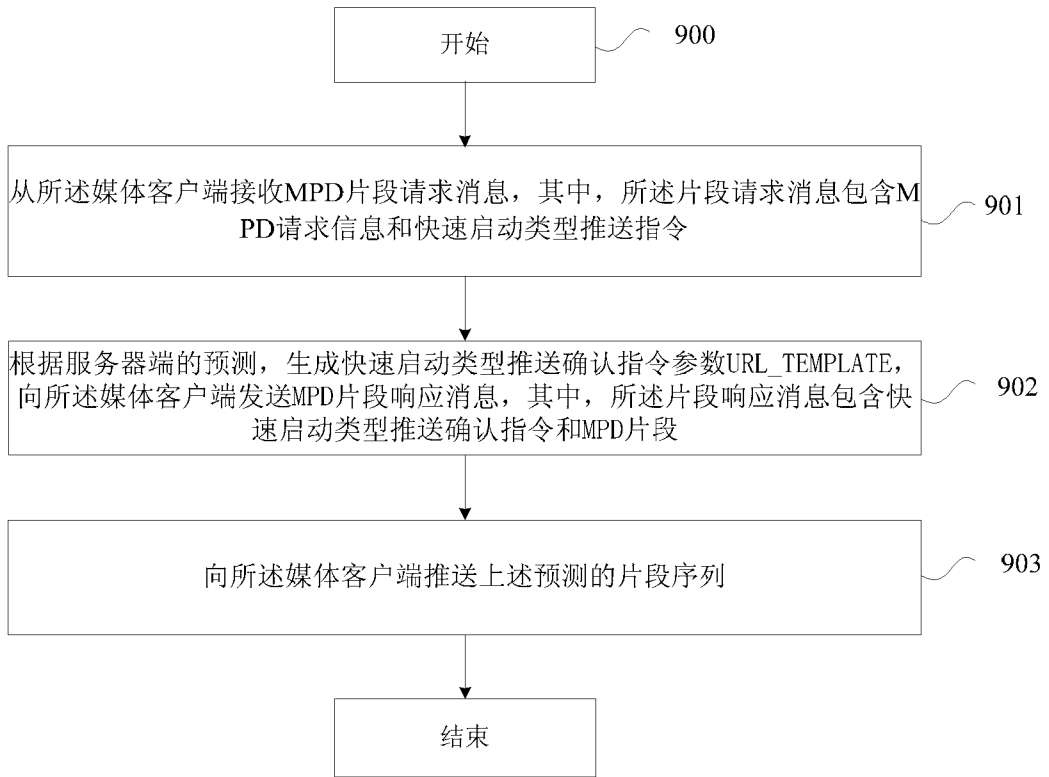 开始
900
从所述媒体客户端接收MPD片段请求消息，其中，所述片段请求消息包含M
PD请求信息和快速启动类型推送指令
901
根据服务器端的预测，生成快速启动类型推送确认指令参数URL_TEMPLATE，
向所述媒体客户端发送MPD片段响应消息，其中，所述片段响应消息包含快
速启动类型推送确认指令和MPD片段
902
向所述媒体客户端推送上述预测的片段序列
903
结束